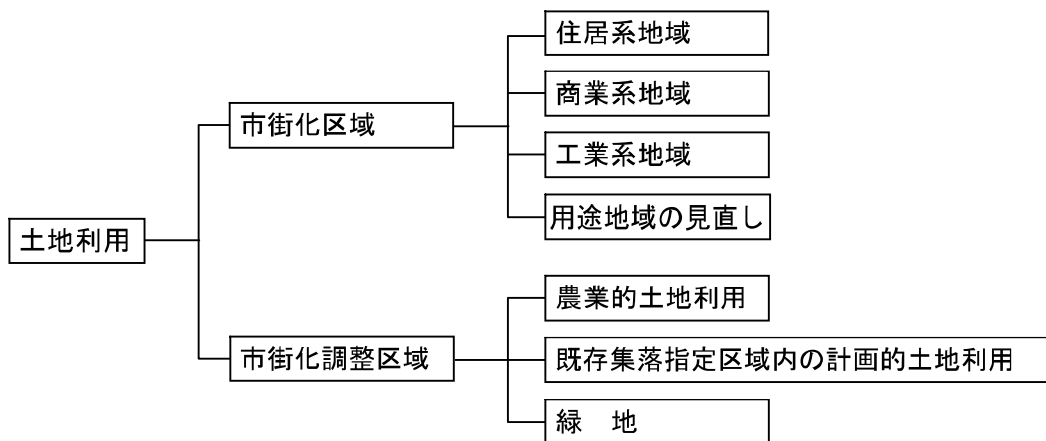 土地利用
市街化区域
住居系地域
商業系地域
工業系地域
用途地域の見直し
市街化調整区域
農業的土地利用
既存集落指定区域内の計画的土地利用
緑　地